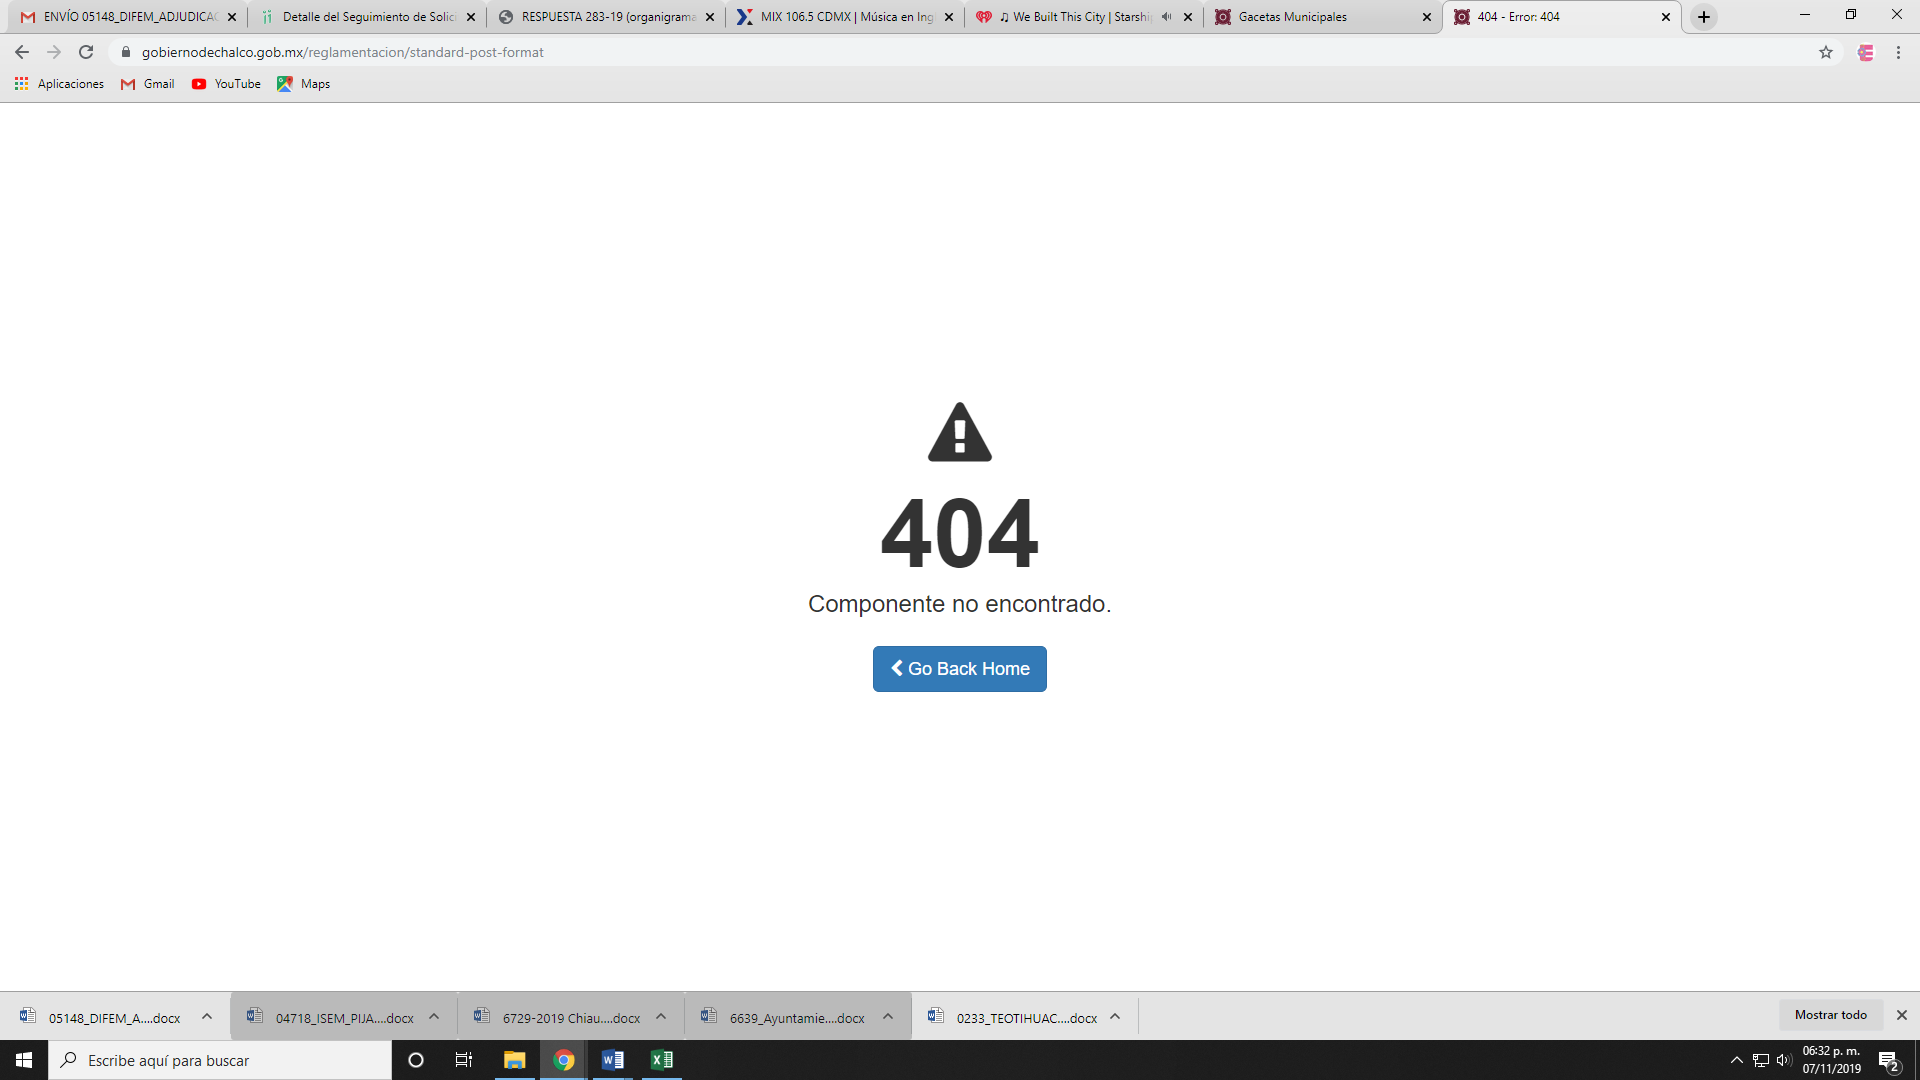 ENVÍO 05148_DIFEM_ADJUDICAC
Detalle del Seguimiento de Solici
RESPUESTA 283-19 (organigrama
MIX 106.5 CDMX | Música en Ing
♫ We Built This City | Starship
Gacetas Municipales
404 - Error: 404
gobiernodechalco.gob.mx/reglamentacion/standard-post-format
Aplicaciones
Gmail
YouTube
Maps
404
Componente no encontrado.
Go Back Home
05148_DIFEM_A....docx
04718_ISEM_PIJA....docx
6729-2019 Chiau....docx
6639_Ayuntamie....docx
0233_TEOTIHUAC....docx
Mostrar todo
Escribe aquí para buscar
06:32 p. m.
07/11/2019
2